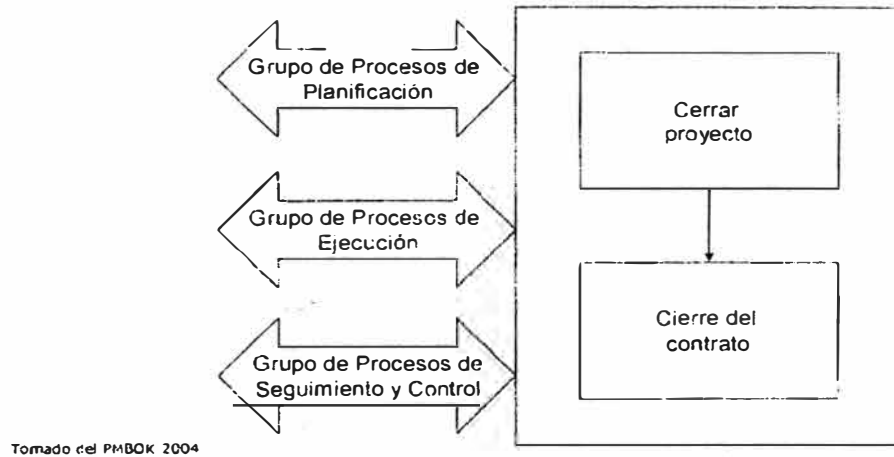 Grupo de Procesos de
Planificación
Cerrar
proyecto
Grupo de Procesos de
Ejecución
Cierre del
contrato
Grupo de Procesos de
Seguimiento y Control
Tomado del PMBOK 2004